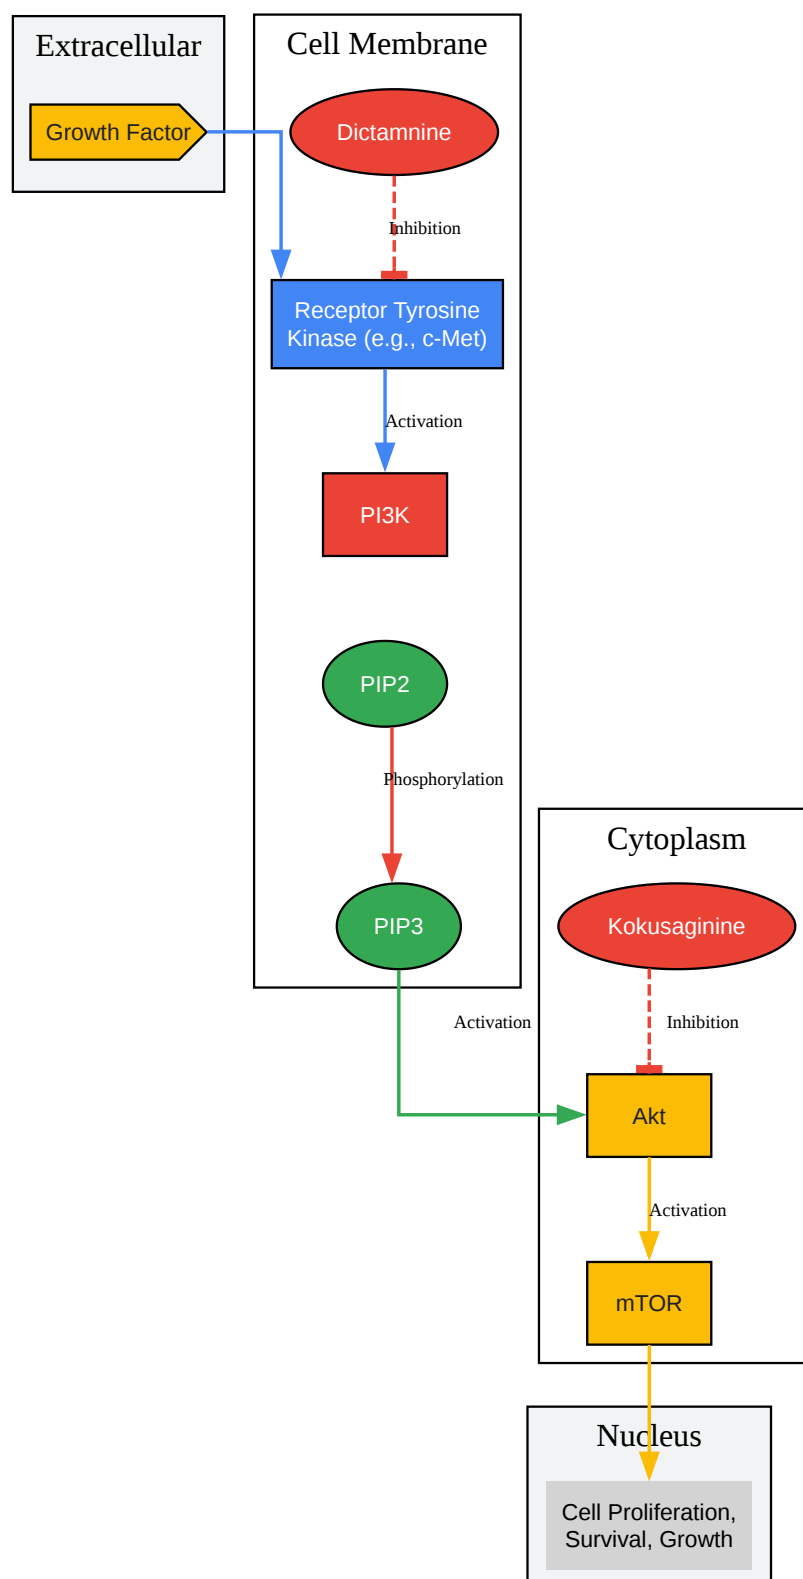 Extracellular
Growth Factor
Cell Membrane
Dictamnine
Inhibition
Receptor Tyrosine
Kinase (e.g., c-Met)
Activation
PI3K
PIP2
Phosphorylation
PIP3
Activation
Cytoplasm
Kokusaginine
Inhibition
Akt
Activation
mTOR
Nucleus
Cell Proliferation,
Survival, Growth